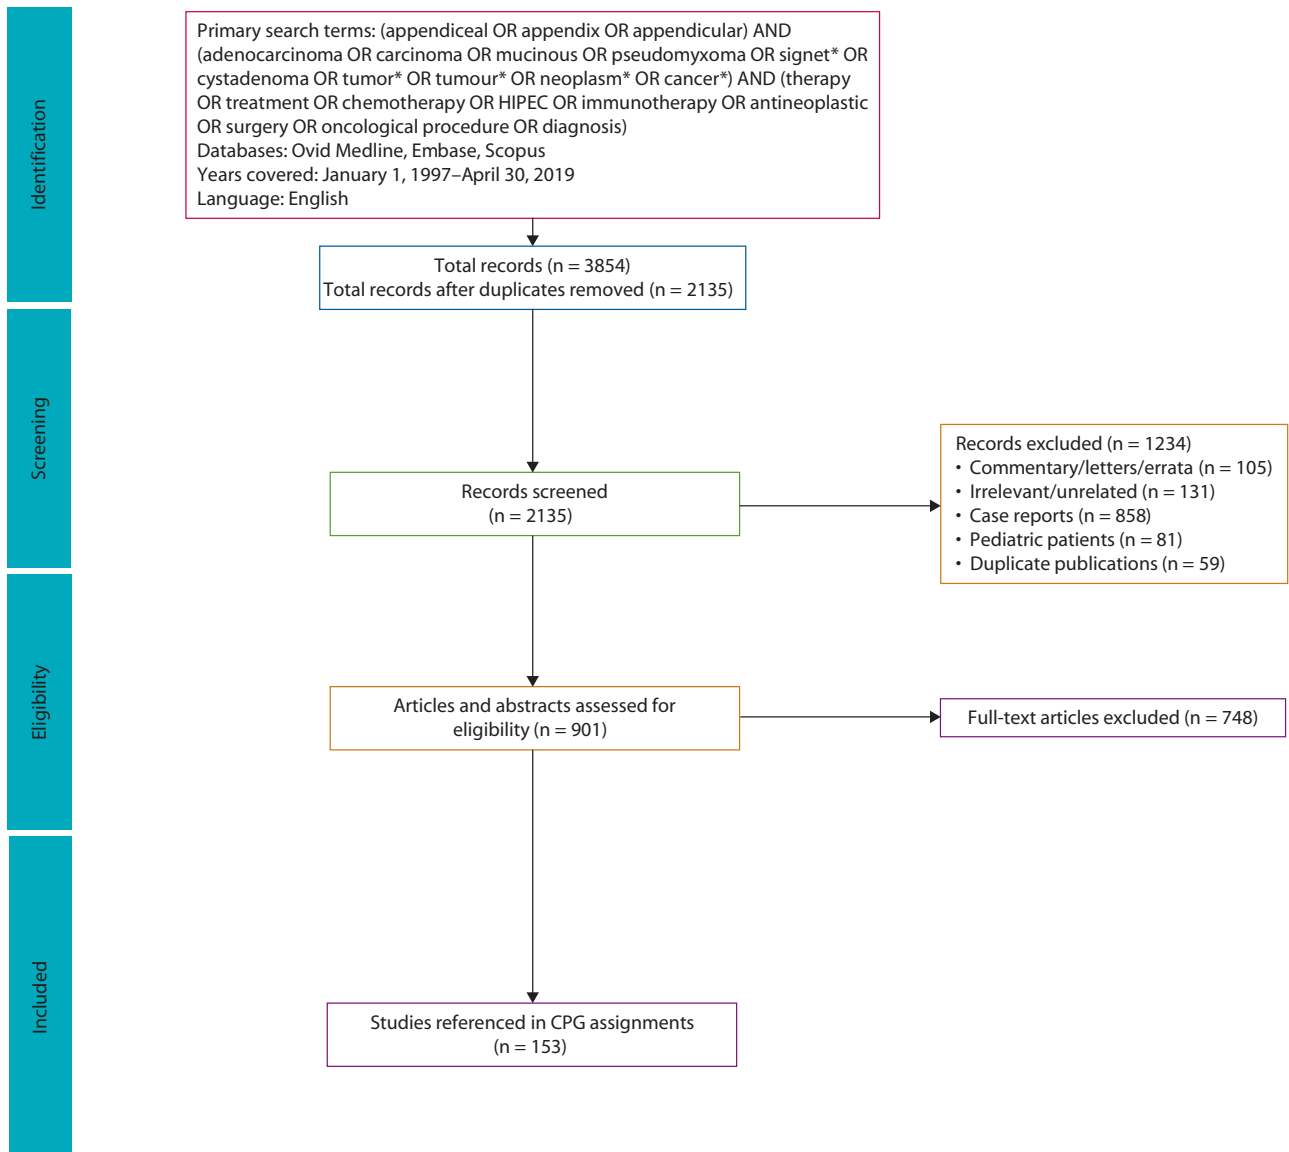 Identification
Primary search terms: (appendiceal OR appendix OR appendicular) AND
(adenocarcinoma OR carcinoma OR mucinous OR pseudomyxoma OR signet* OR
cystadenoma OR tumor* OR tumour* OR neoplasm* OR cancer*) AND (therapy
OR treatment OR chemotherapy OR HIPEC OR immunotherapy OR antineoplastic
OR surgery OR oncological procedure OR diagnosis)
Databases: Ovid Medline, Embase, Scopus
Years covered: January 1, 1997–April 30, 2019
Language: English
Total records (n = 3854)
Total records after duplicates removed (n = 2135)
Screening
Records screened
(n = 2135)
Records excluded (n = 1234)
• Commentary/letters/errata (n = 105)
• Irrelevant/unrelated (n = 131)
• Case reports (n = 858)
• Pediatric patients (n = 81)
• Duplicate publications (n = 59)
Eligibility
Articles and abstracts assessed for
eligibility (n = 901)
Full-text articles excluded (n = 748)
Included
Studies referenced in CPG assignments
(n = 153)